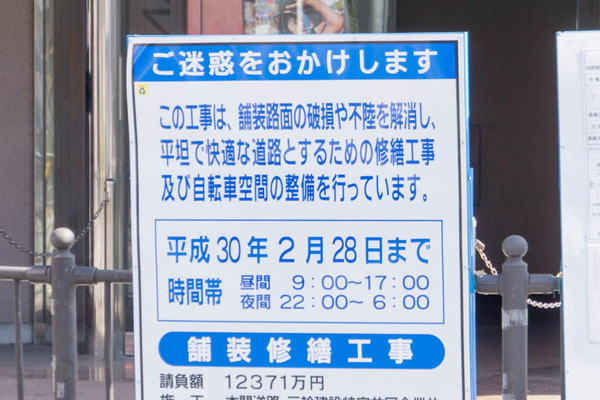 ご迷惑をおかけします
この工事は、舗装路面の破損や不陸を解消し、
平坦で快適な道路とするための修繕工事
及び自転車空間の整備を行っています。
平成30年2月28日まで
時間帯 昼間 9：00〜17：00
夜間 22：00〜 6：00
舗装修繕工事
請負額 12371万円